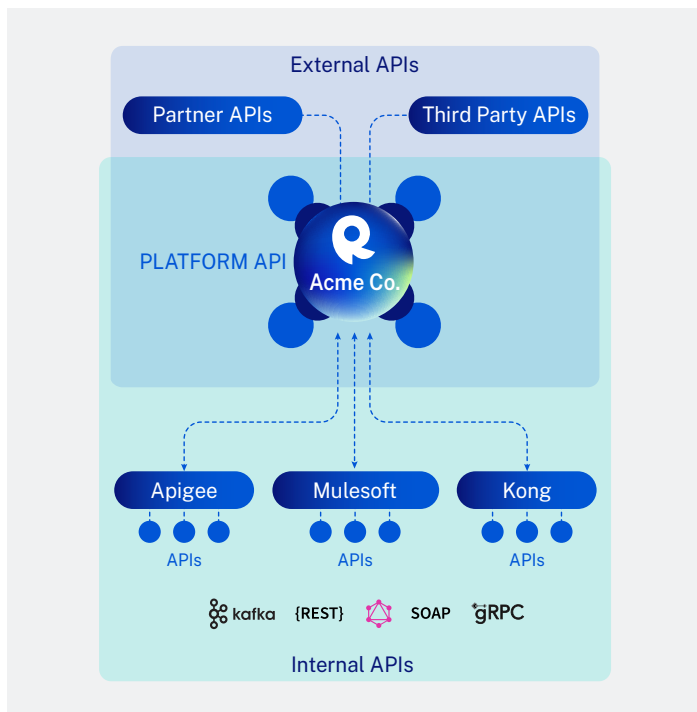 External APIs
Partner APIs
Third Party APIs
PLATFORM API
Acme Co.
Apigee
Mulesoft
Kong
APIs
APIs
APIs
kafka
{REST}
SOAP
gRPC
Internal APIs